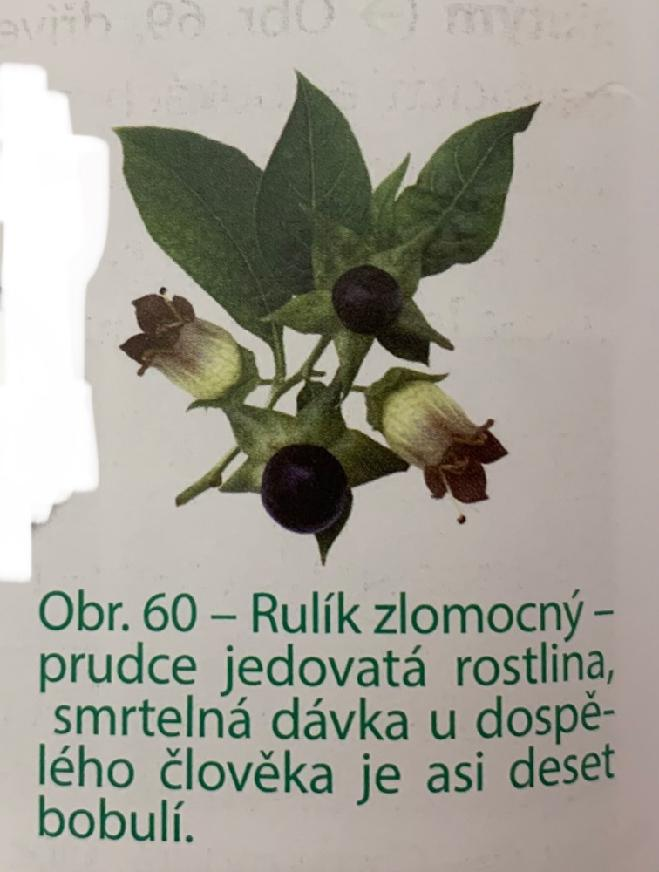 Obr. 60 – Rulík zlomocný –
prudce jedovatá rostlina,
smrtelná dávka u dospě-
lého člověka je asi deset
bobulí.